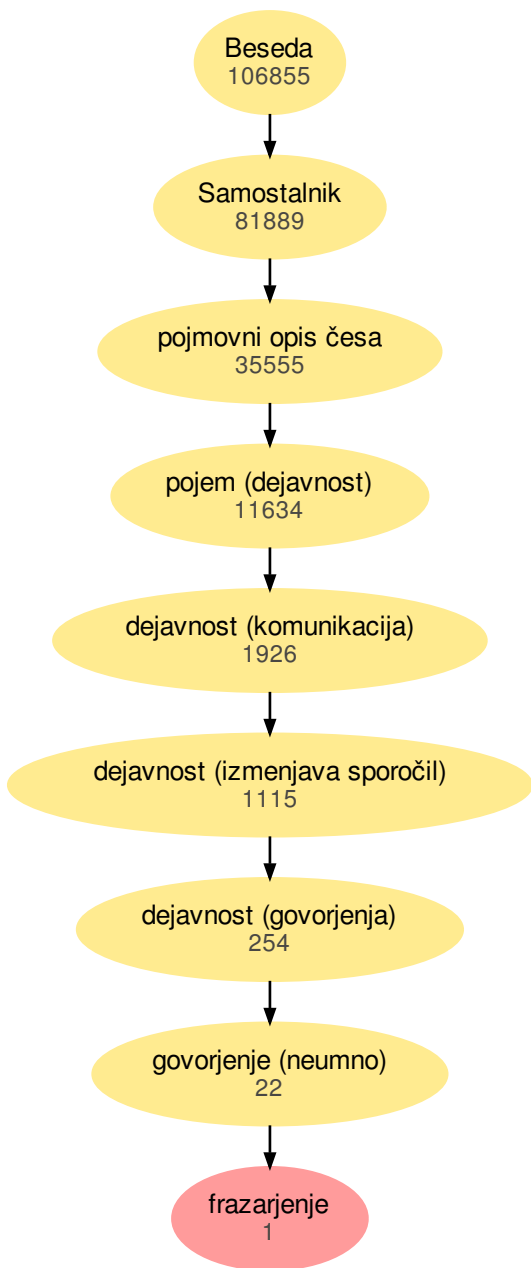 Beseda
106855
Samostalnik
81889
pojmovni opis česa
35555
pojem (dejavnost)
11634
dejavnost (komunikacija)
1926
dejavnost (izmenjava sporočil)
1115
dejavnost (govorjenja)
254
govorjenje (neumno)
22
frazarjenje
1